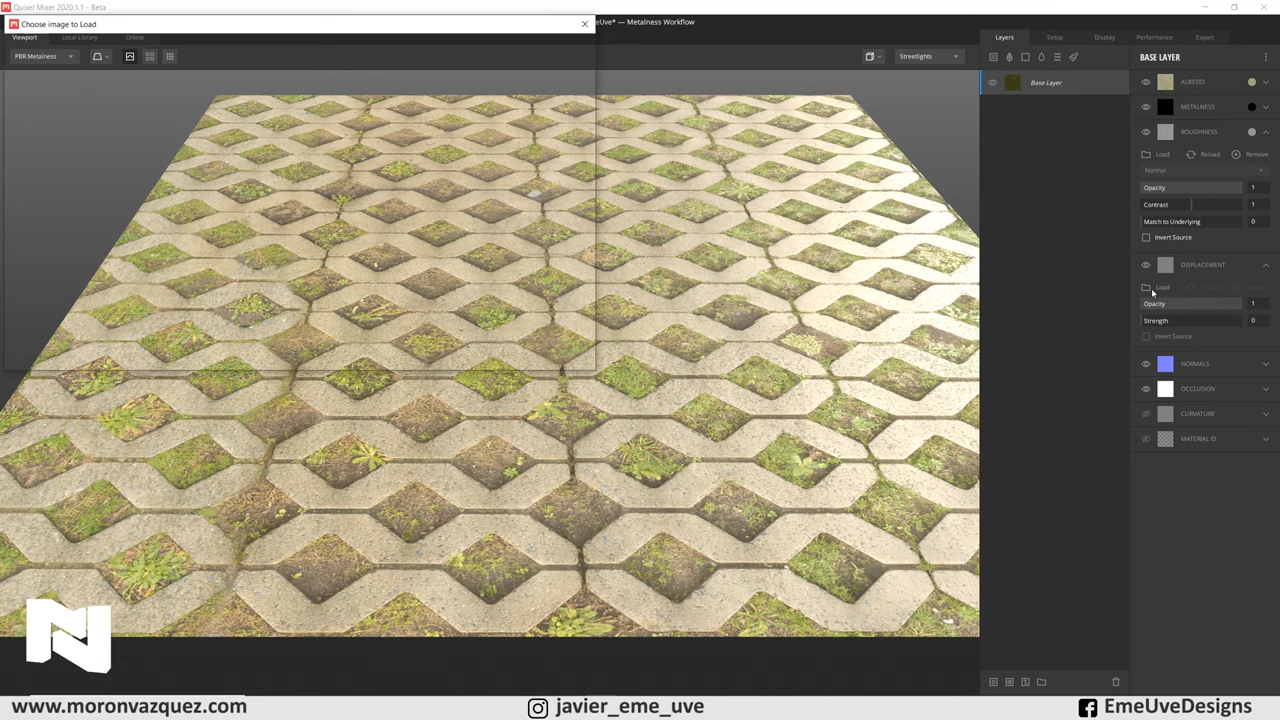 Quixel Mixer 2020.1.1 - Beta
Choose image to Load
eUve* — Metalness Workflow
Viewport
Local Library
Online
PBR Metalness
Streetlights
Layers
Setup
Display
Performance
Export
Base Layer
BASE LAYER
ALBEDO
METALNESS
ROUGHNESS
Load
Reload
Remove
Normal
Opacity
1
Contrast
1
Match to Underlying
0
Invert Source
DISPLACEMENT
Load
Opacity
1
Strength
0
Invert Source
NORMALS
OCCLUSION
CURVATURE
MATERIAL ID
www.moronvazquez.com
javier_eme_uve
EmeUveDesigns